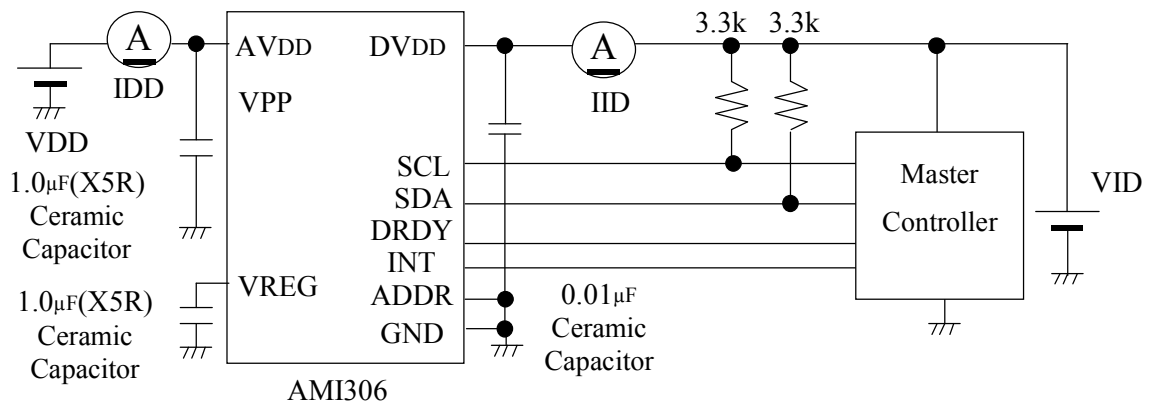 3.3k 3.3k
A
AVDD
DVDD
A
IDD
IID
VPP
VDD
1.0μF(X5R)
Ceramic
Capacitor
SCL
SDA
DRDY
INT
ADDR
GND
Master
Controller
VID
VREG
1.0μF(X5R)
Ceramic
Capacitor
0.01μF
Ceramic
Capacitor
AMI306